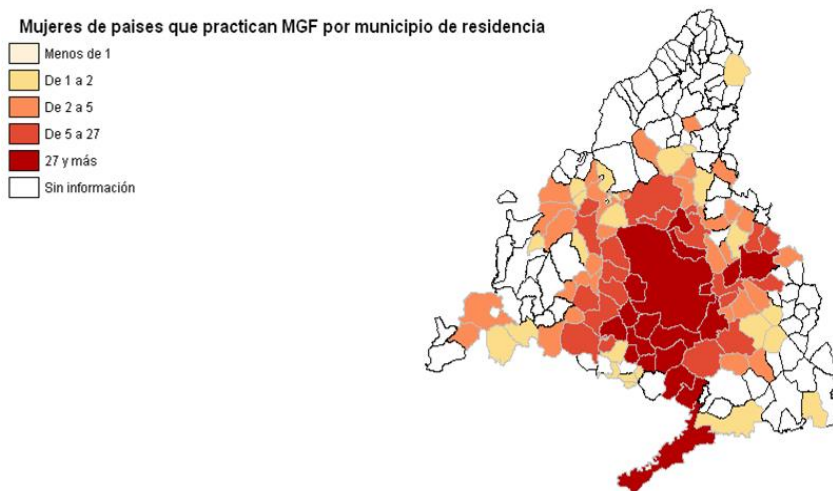 Mujeres de paises que practican MGF por municipio de residencia
Menos de 1
De 1 a 2
De 2 a 5
De 5 a 27
27 y más
Sin información